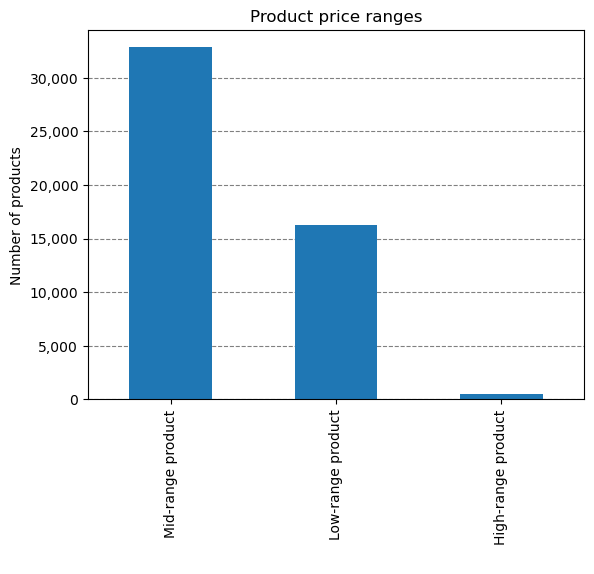 Product price ranges
Number of products
30,000
25,000
20,000
15,000
10,000
5,000
0
Mid-range product
Low-range product
High-range product